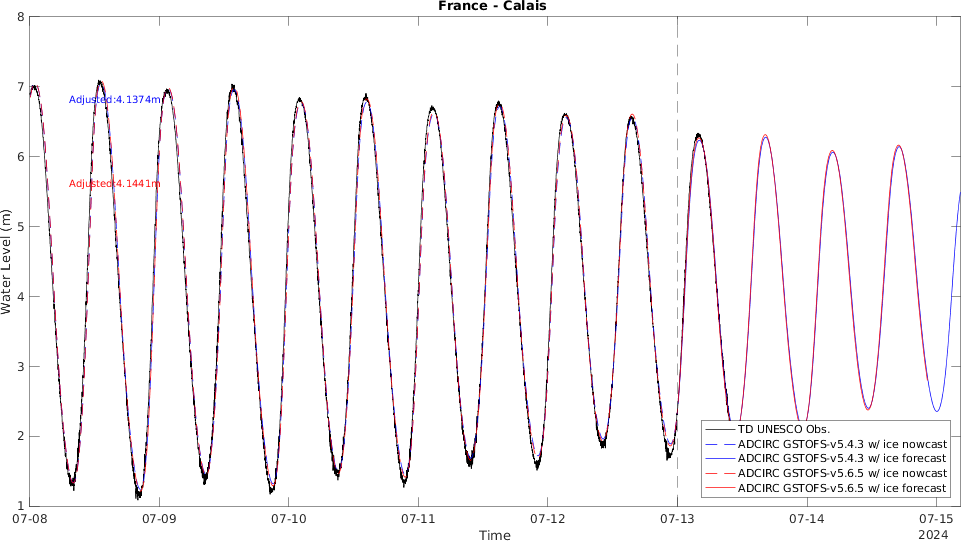 France - Calais
8
7
6
5
4
3
2
1
Water Level (m)
Adjusted:4.1374m
Adjusted:4.1441m
TD UNESCO Obs.
ADCIRC GSTOFS-v5.4.3 w/ ice nowcast
ADCIRC GSTOFS-v5.4.3 w/ ice forecast
ADCIRC GSTOFS-v5.6.5 w/ ice nowcast
ADCIRC GSTOFS-v5.6.5 w/ ice forecast
07-08 07-09 07-10 07-11 07-12 07-13 07-14 07-15
Time 2024